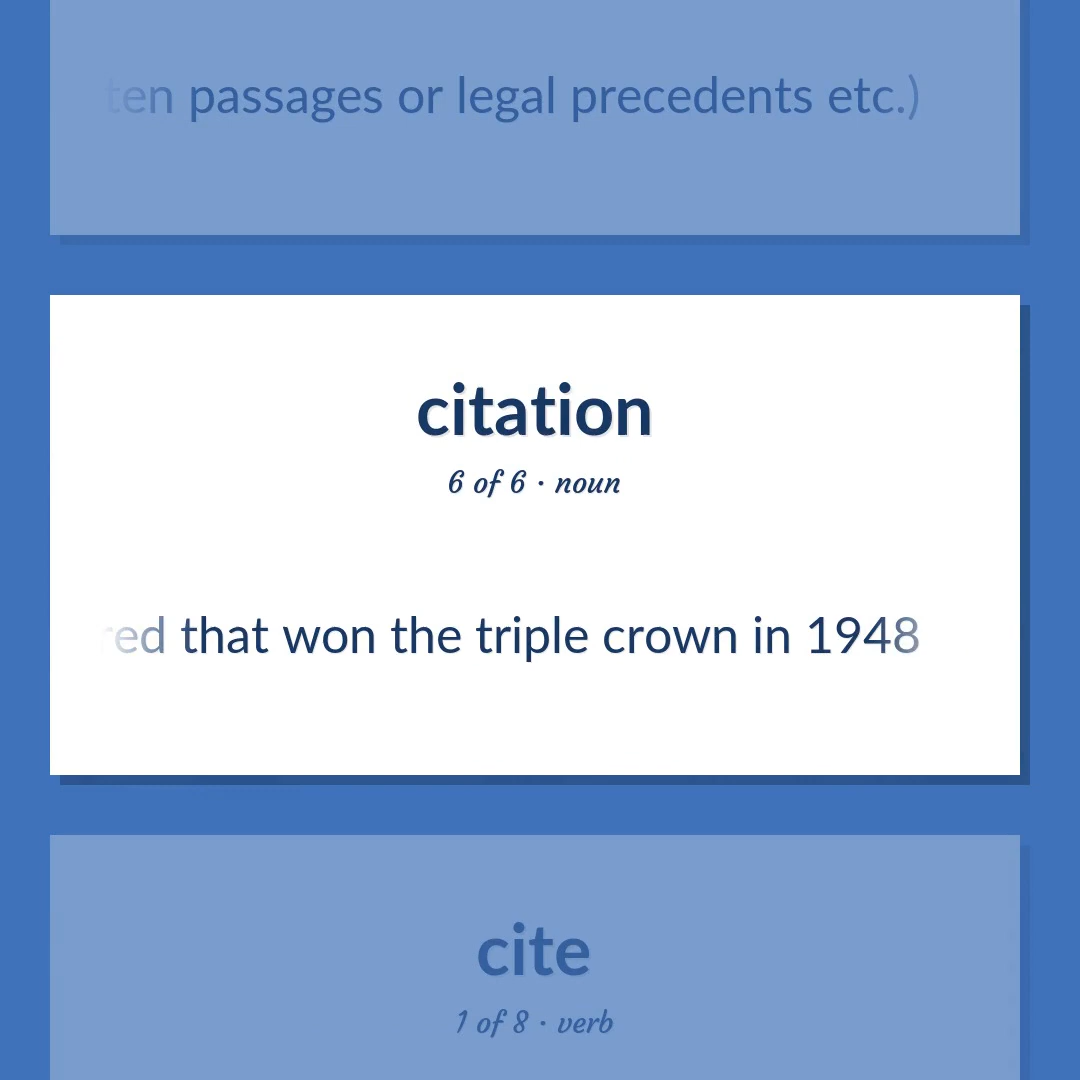 ten passages or legal precedents etc.)
citation
6 of 6 · noun
red that won the triple crown in 1948
cite
1 of 8 · verb